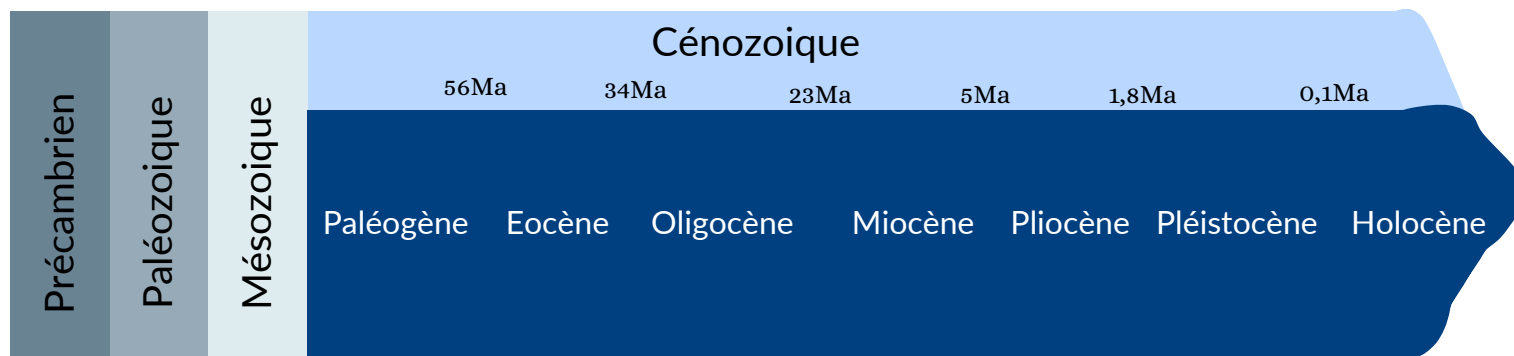 Précambrien
Paléozoique
Mésozoique
Cénozoique
56Ma
34Ma
23Ma
5Ma
1,8Ma
0,1Ma
Paléogène
Eocène
Oligocène
Miocène
Pliocène
Pléistocène
Holocène